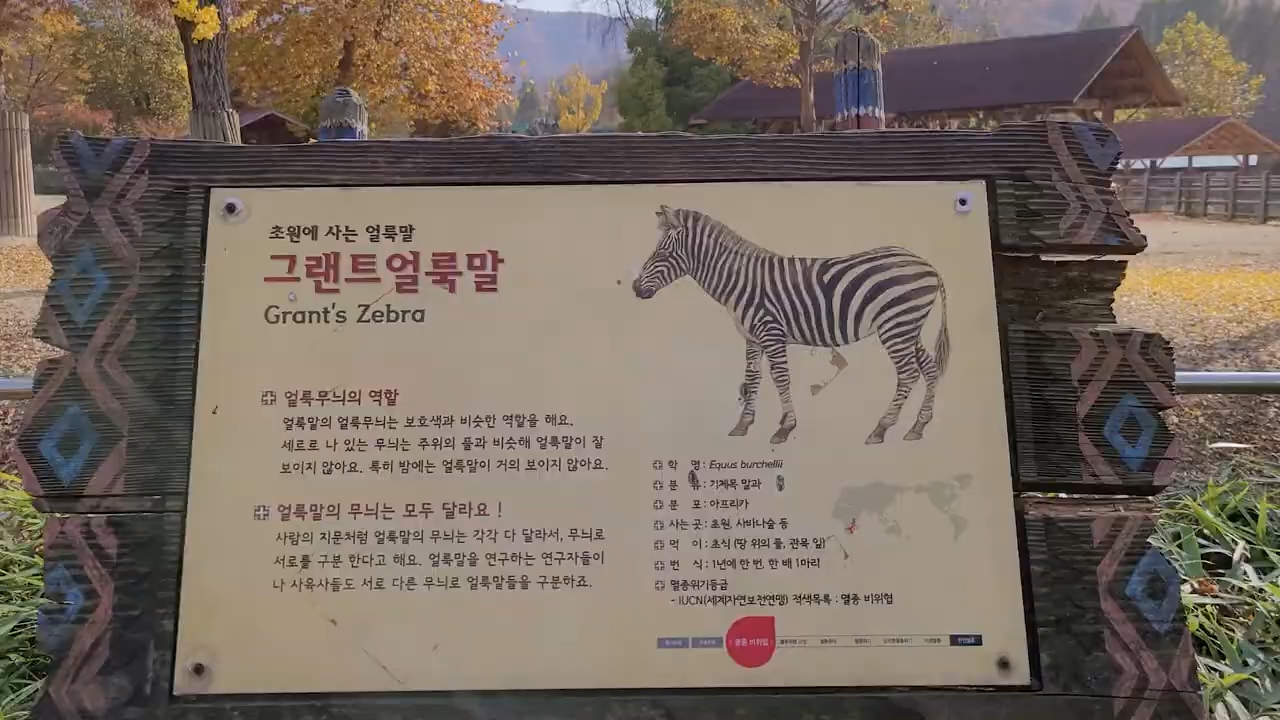 초원에 사는 얼룩말
그랜트얼룩말
Grant's Zebra
얼룩무늬의 역할
얼룩말의 얼룩무늬는 보호색과 비슷한 역할을 해요.
세로로 나 있는 무늬는 주위의 풀과 비슷해 얼룩말이 잘
보이지 않아요. 특히 밤에는 얼룩말이 거의 보이지 않아요.
얼룩말의 무늬는 모두 달라요 !
사람의 지문처럼 얼룩말의 무늬는 각각 다 달라서, 무늬로
서로를 구분 한다고 해요. 얼룩말을 연구하는 연구자들이
나 사육사들도 서로 다른 무늬로 얼룩말들을 구분하죠.
학 명 : Equus burchellii
분 류 : 기제목 말과
분 포 : 아프리카
사는 곳 : 초원, 사바나숲 등
먹 이 : 초식 (땅 위의 풀, 관목 잎)
번 식 : 1년에 한 번, 한 배 1마리
멸종위기등급
- IUCN(세계자연보전연맹) 적색목록 : 멸종 비위협
멸종 비위협